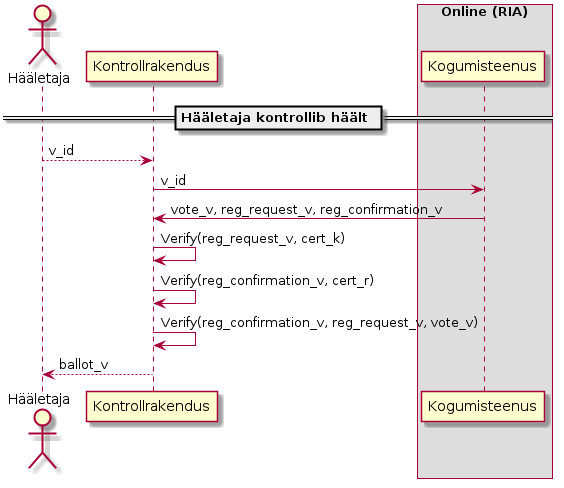 Online (RIA)
Hääletaja
Kontrollrakendus
Kogumisteenus
Hääletaja kontrollib häält
v_id
v_id
vote_v, reg_request_v, reg_confirmation_v
Verify(reg_request_v, cert_k)
Verify(reg_confirmation_v, cert_r)
Verify(reg_confirmation_v, reg_request_v, vote_v)
ballot_v
Hääletaja
Kontrollrakendus
Kogumisteenus